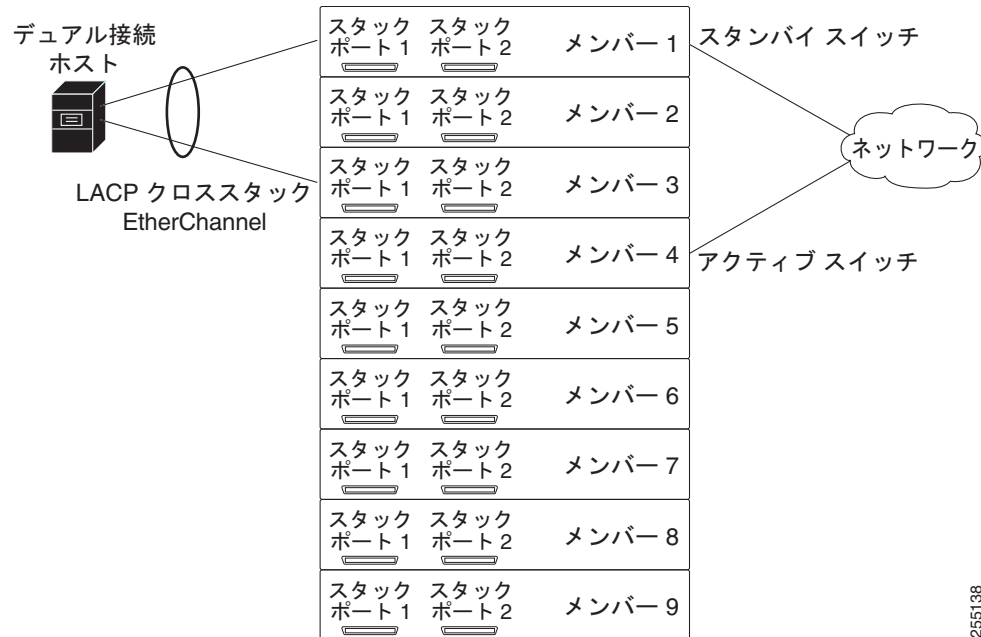 デュアル接続
ホスト
LACP クロススタック
EtherChannel
スタック スタック
ポート 1 ポート 2 メンバー 1
スタック スタック
ポート 1 ポート 2 メンバー 2
スタック スタック
ポート 1 ポート 2 メンバー 3
スタック スタック
ポート 1 ポート 2 メンバー 4
スタック スタック
ポート 1 ポート 2 メンバー 5
スタック スタック
ポート 1 ポート 2 メンバー 6
スタック スタック
ポート 1 ポート 2 メンバー 7
スタック スタック
ポート 1 ポート 2 メンバー 8
スタック スタック
ポート 1 ポート 2 メンバー 9
スタンバイ スイッチ
ネットワーク
アクティブ スイッチ
255138